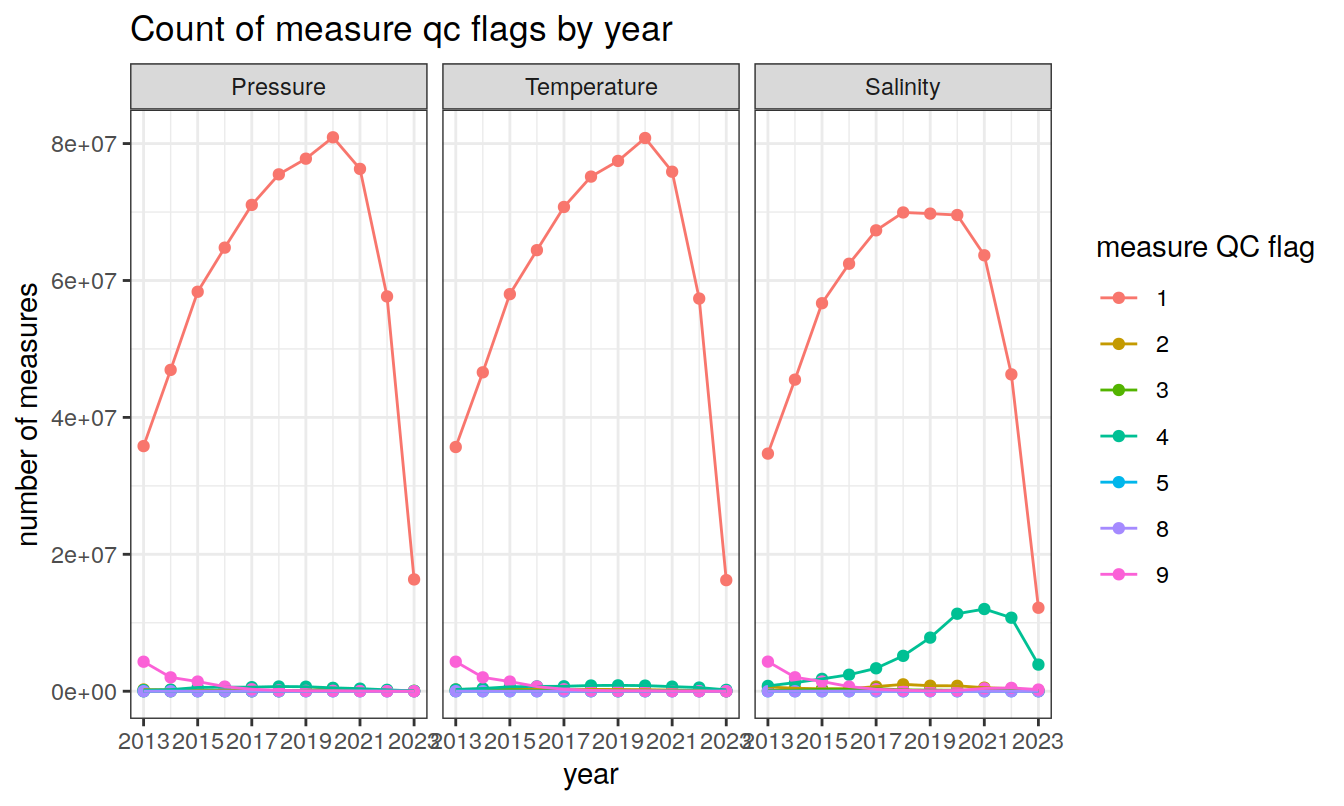 Count of measure qc flags by year
Pressure Temperature Salinity
measure QC flag
1
2
3
4
5
8
9
number of measures
8e+07
6e+07
4e+07
2e+07
0e+00
2013 2015 2017 2019 2021 2023 2013 2015 2017 2019 2021 2023 2013 2015 2017 2019 2021 2023
year